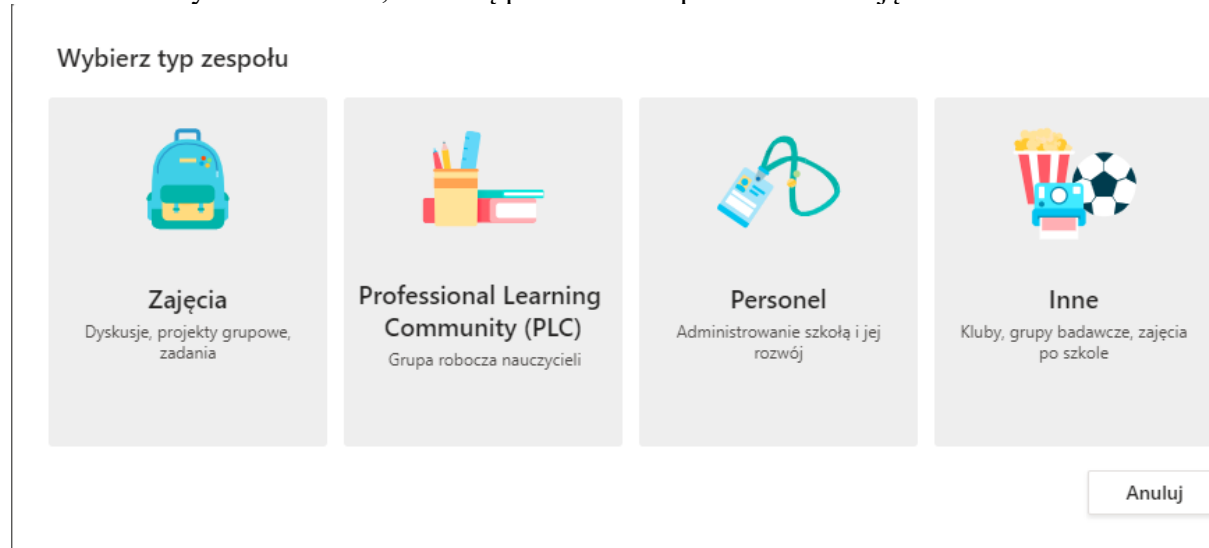 Wybierz typ zespołu
Zajęcia
Dyskusje, projekty grupowe,
zadania
Professional Learning
Community (PLC)
Grupa robocza nauczycieli
Personel
Administrowanie szkołą i jej
rozwój
Inne
Kluby, grupy badawcze, zajęcia
po szkole
Anuluj